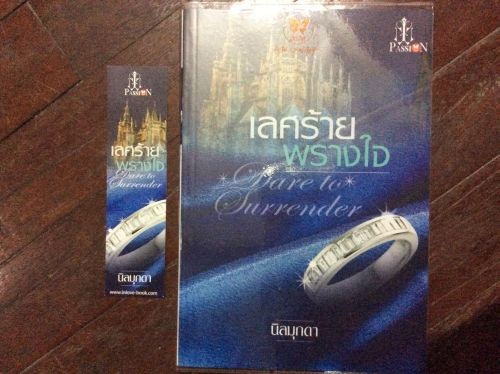 PASSION
เลศร้าย
พรางใจ
Dare to
Surrender
นิลมุกดา
www.inlove-book.com
PASSION
เลศร้าย
พรางใจ
Dare to
Surrender
นิลมุกดา